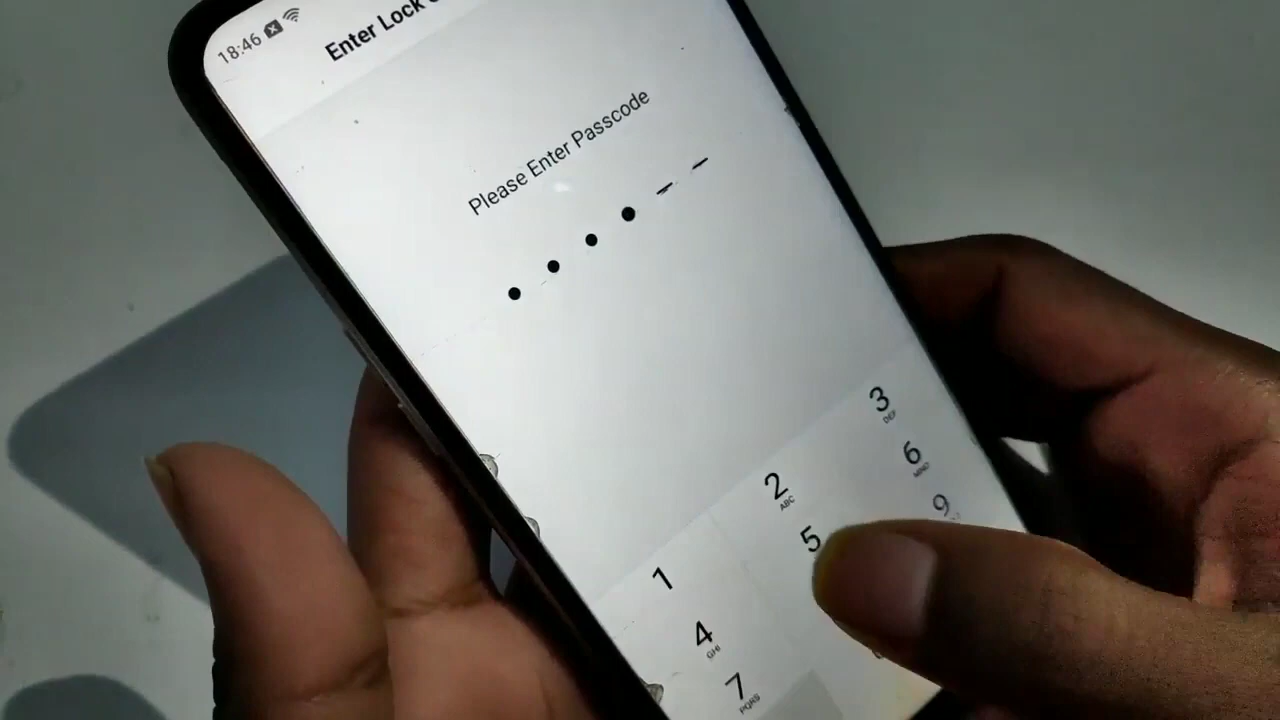 18:46
Enter Lock
Please Enter Passcode
1
2 ABC
3 DEF
4 GHI
5
6 MNO
7 PQRS
9